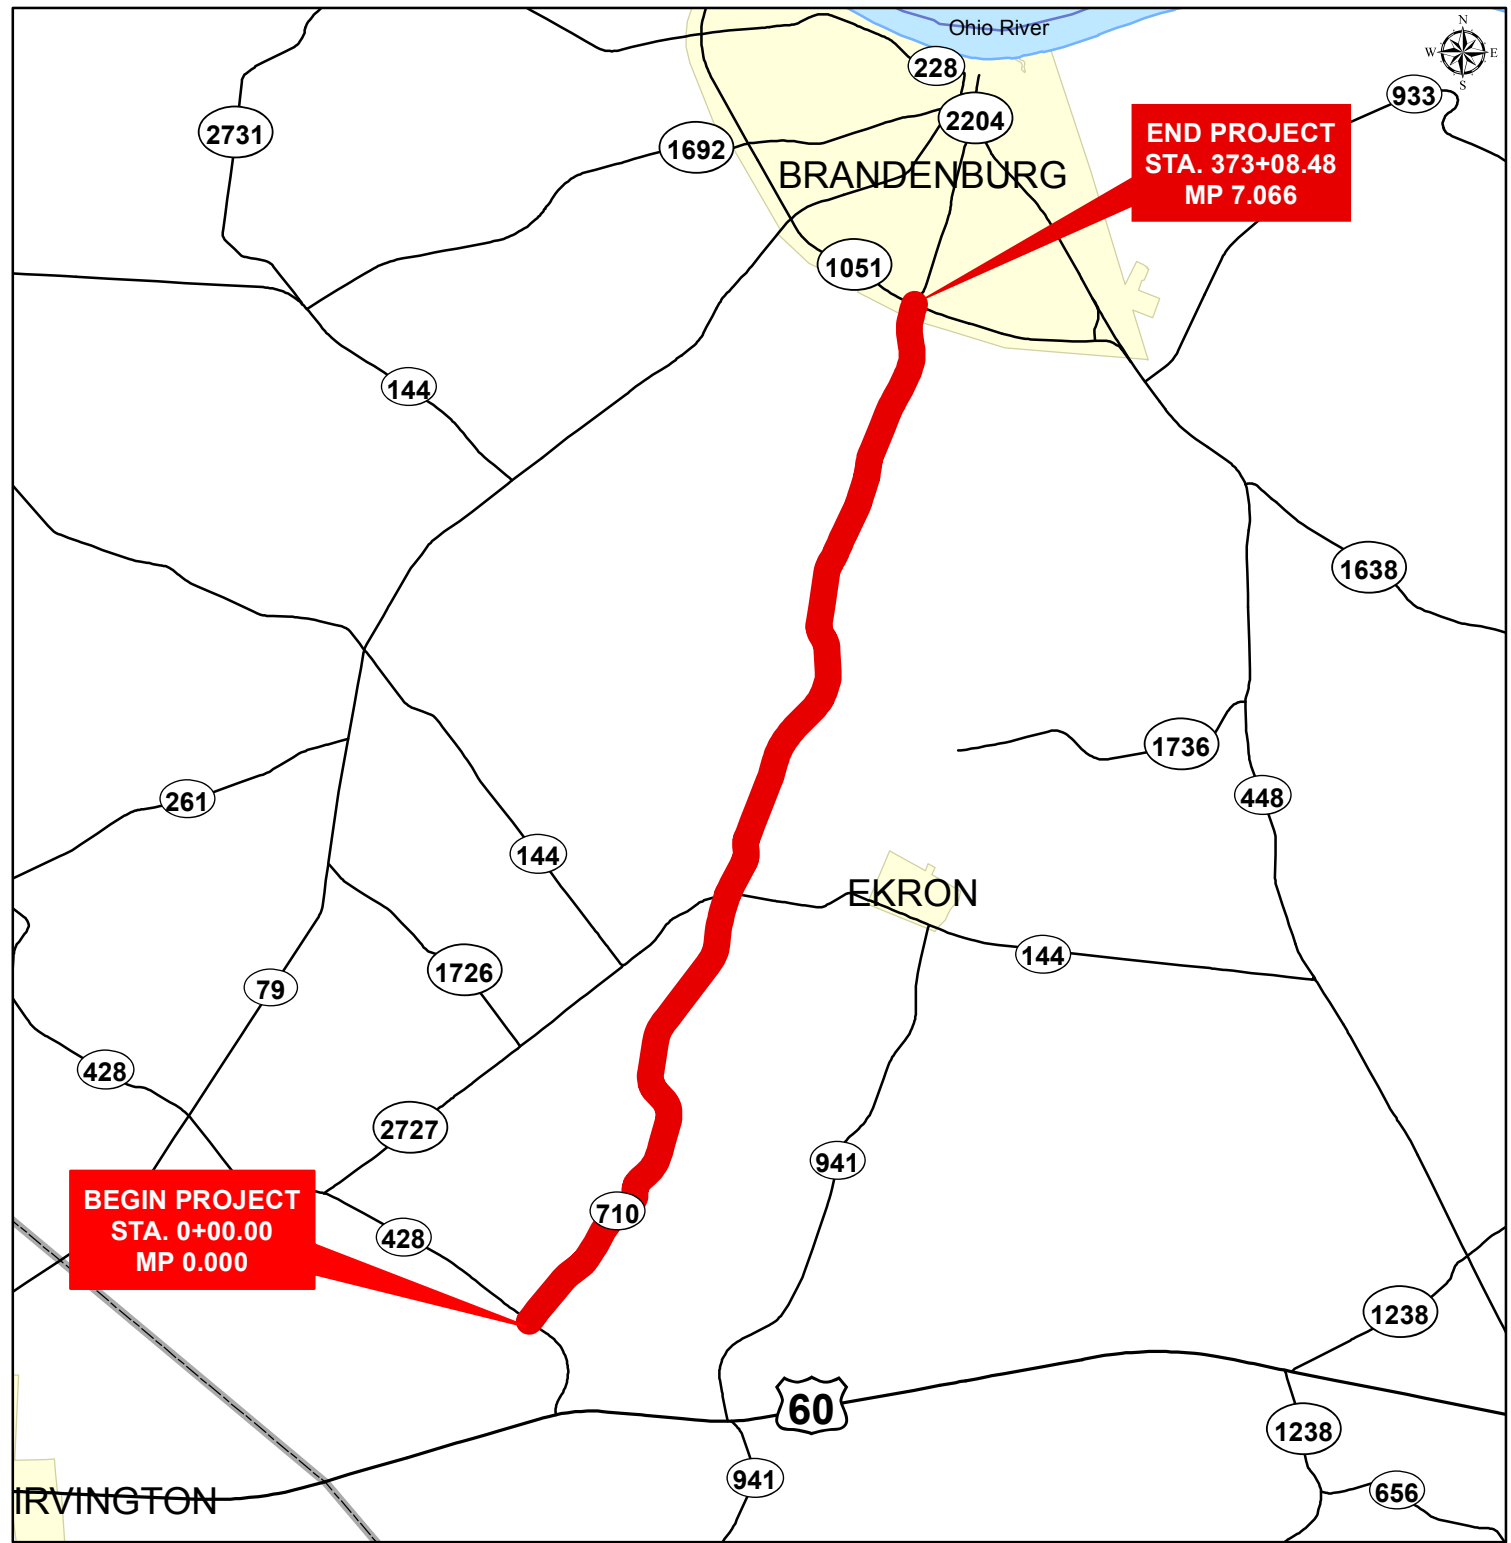 Ohio River
N
W
E
S
228
933
2731
2204
1692
END PROJECT
STA. 373+08.48
MP 7.066
BRANDENBURG
1051
144
1638
1736
448
261
144
EKRON
144
1726
79
428
2727
941
BEGIN PROJECT
STA. 0+00.00
MP 0.000
710
428
1238
60
1238
941
656
IRVINGTON